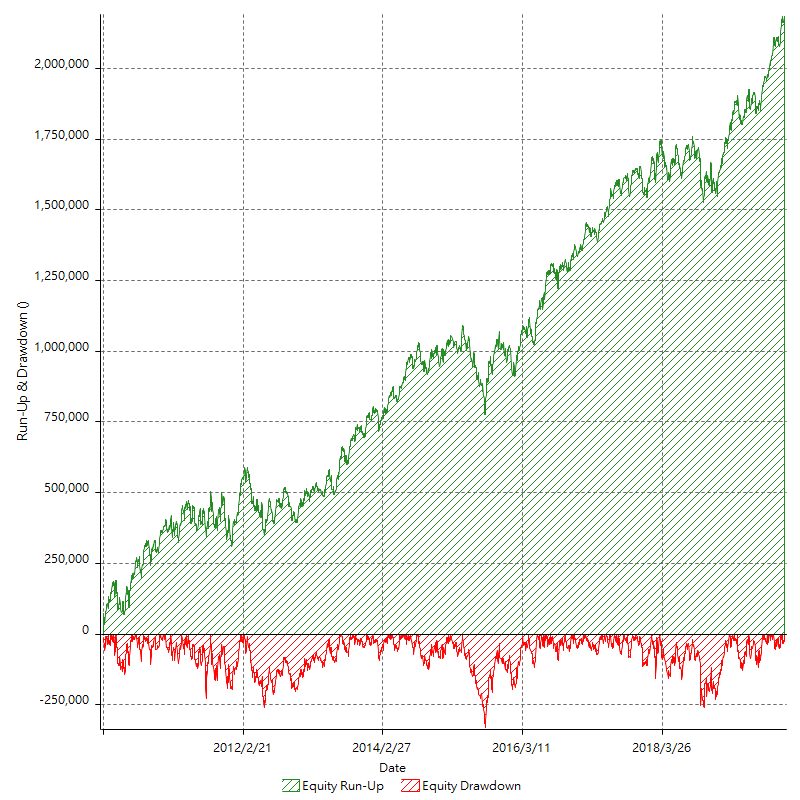 2,000,000
1,750,000
1,500,000
1,250,000
1,000,000
750,000
500,000
250,000
0
-250,000
Run-Up & Drawdown ()
2012/2/21 2014/2/27 2016/3/11 2018/3/26
Date
Equity Run-Up Equity Drawdown